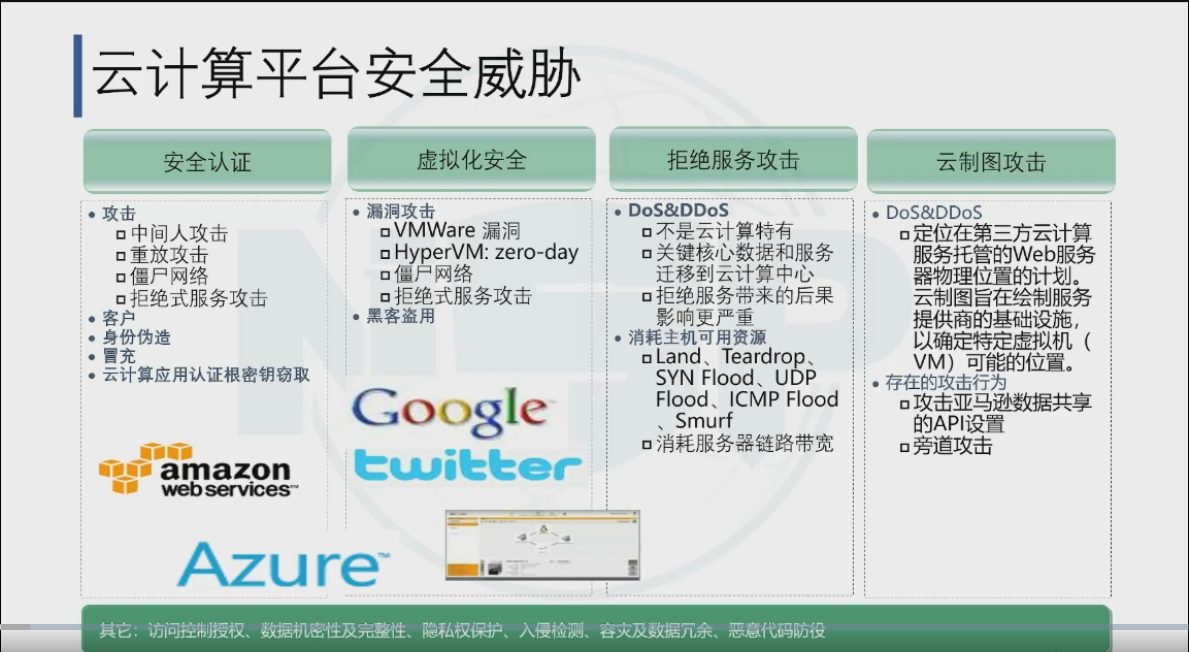 云计算平台安全威胁
安全认证
• 攻击
中间人攻击
重放攻击
僵尸网络
拒绝式服务攻击
• 客户
• 身份伪造
• 冒充
• 云计算应用认证根密钥窃取
amazon
web services™
Azure™
虚拟化安全
• 漏洞攻击
VMWare 漏洞
HyperVM: zero-day
僵尸网络
拒绝式服务攻击
• 黑客盗用
Google™
twitter
拒绝服务攻击
• DoS&DDoS
不是云计算特有
关键核心数据和服务
迁移到云计算中心
拒绝服务带来的后果
影响更严重
• 消耗主机可用资源
Land、Teardrop、
SYN Flood、UDP
Flood、ICMP Flood
、Smurf
消耗服务器链路带宽
云制图攻击
• DoS&DDoS
定位在第三方云计算
服务托管的Web服务
器物理位置的计划。
云制图旨在绘制服务
提供商的基础设施，
以确定特定虚拟机（
VM）可能的位置。
• 存在的攻击行为
攻击亚马逊数据共享
的API设置
旁道攻击
其它：访问控制授权、数据机密性及完整性、隐私权保护、入侵检测、容灾及数据冗余、恶意代码防役